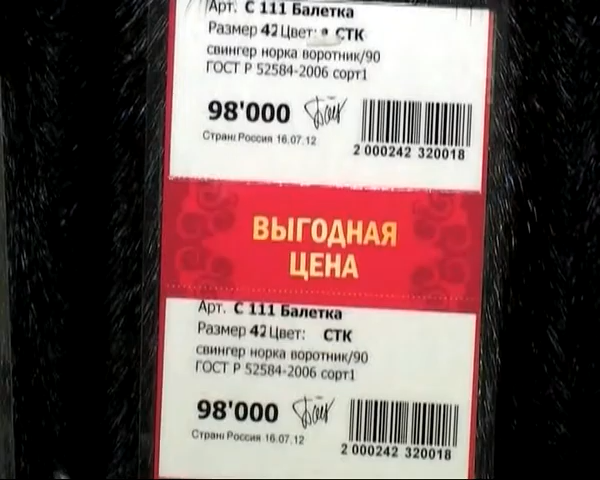 Арт. С 111 Балетка
Размер 42 Цвет: СТК
свингер норка воротник/90
ГОСТ Р 52584-2006 сорт1
98'000
Страна Россия 16.07.12
2 000242 320018
ВЫГОДНАЯ
ЦЕНА
Арт. С 111 Балетка
Размер 42 Цвет: СТК
свингер норка воротник/90
ГОСТ Р 52584-2006 сорт1
98'000
Страна Россия 16.07.12
2 000242 320018